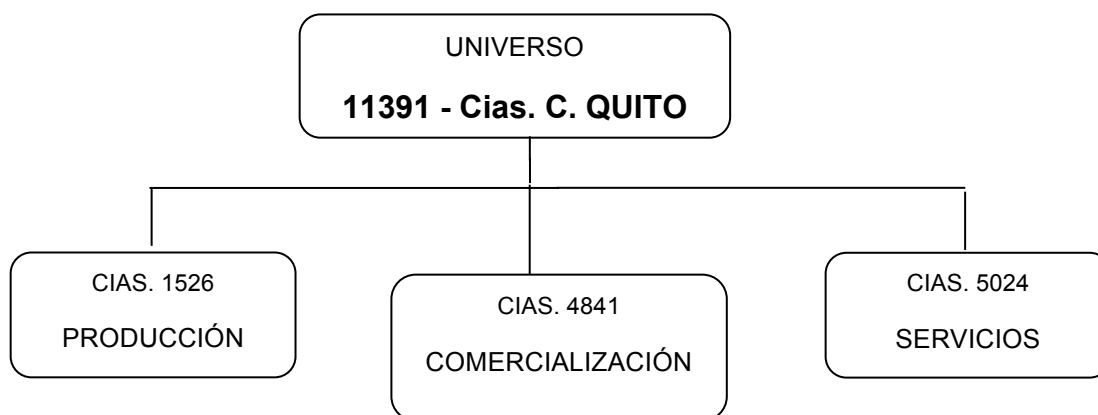 UNIVERSO
11391 - Cias. C. QUITO
CIAS. 1526
PRODUCCIÓN
CIAS. 4841
COMERCIALIZACIÓN
CIAS. 5024
SERVICIOS